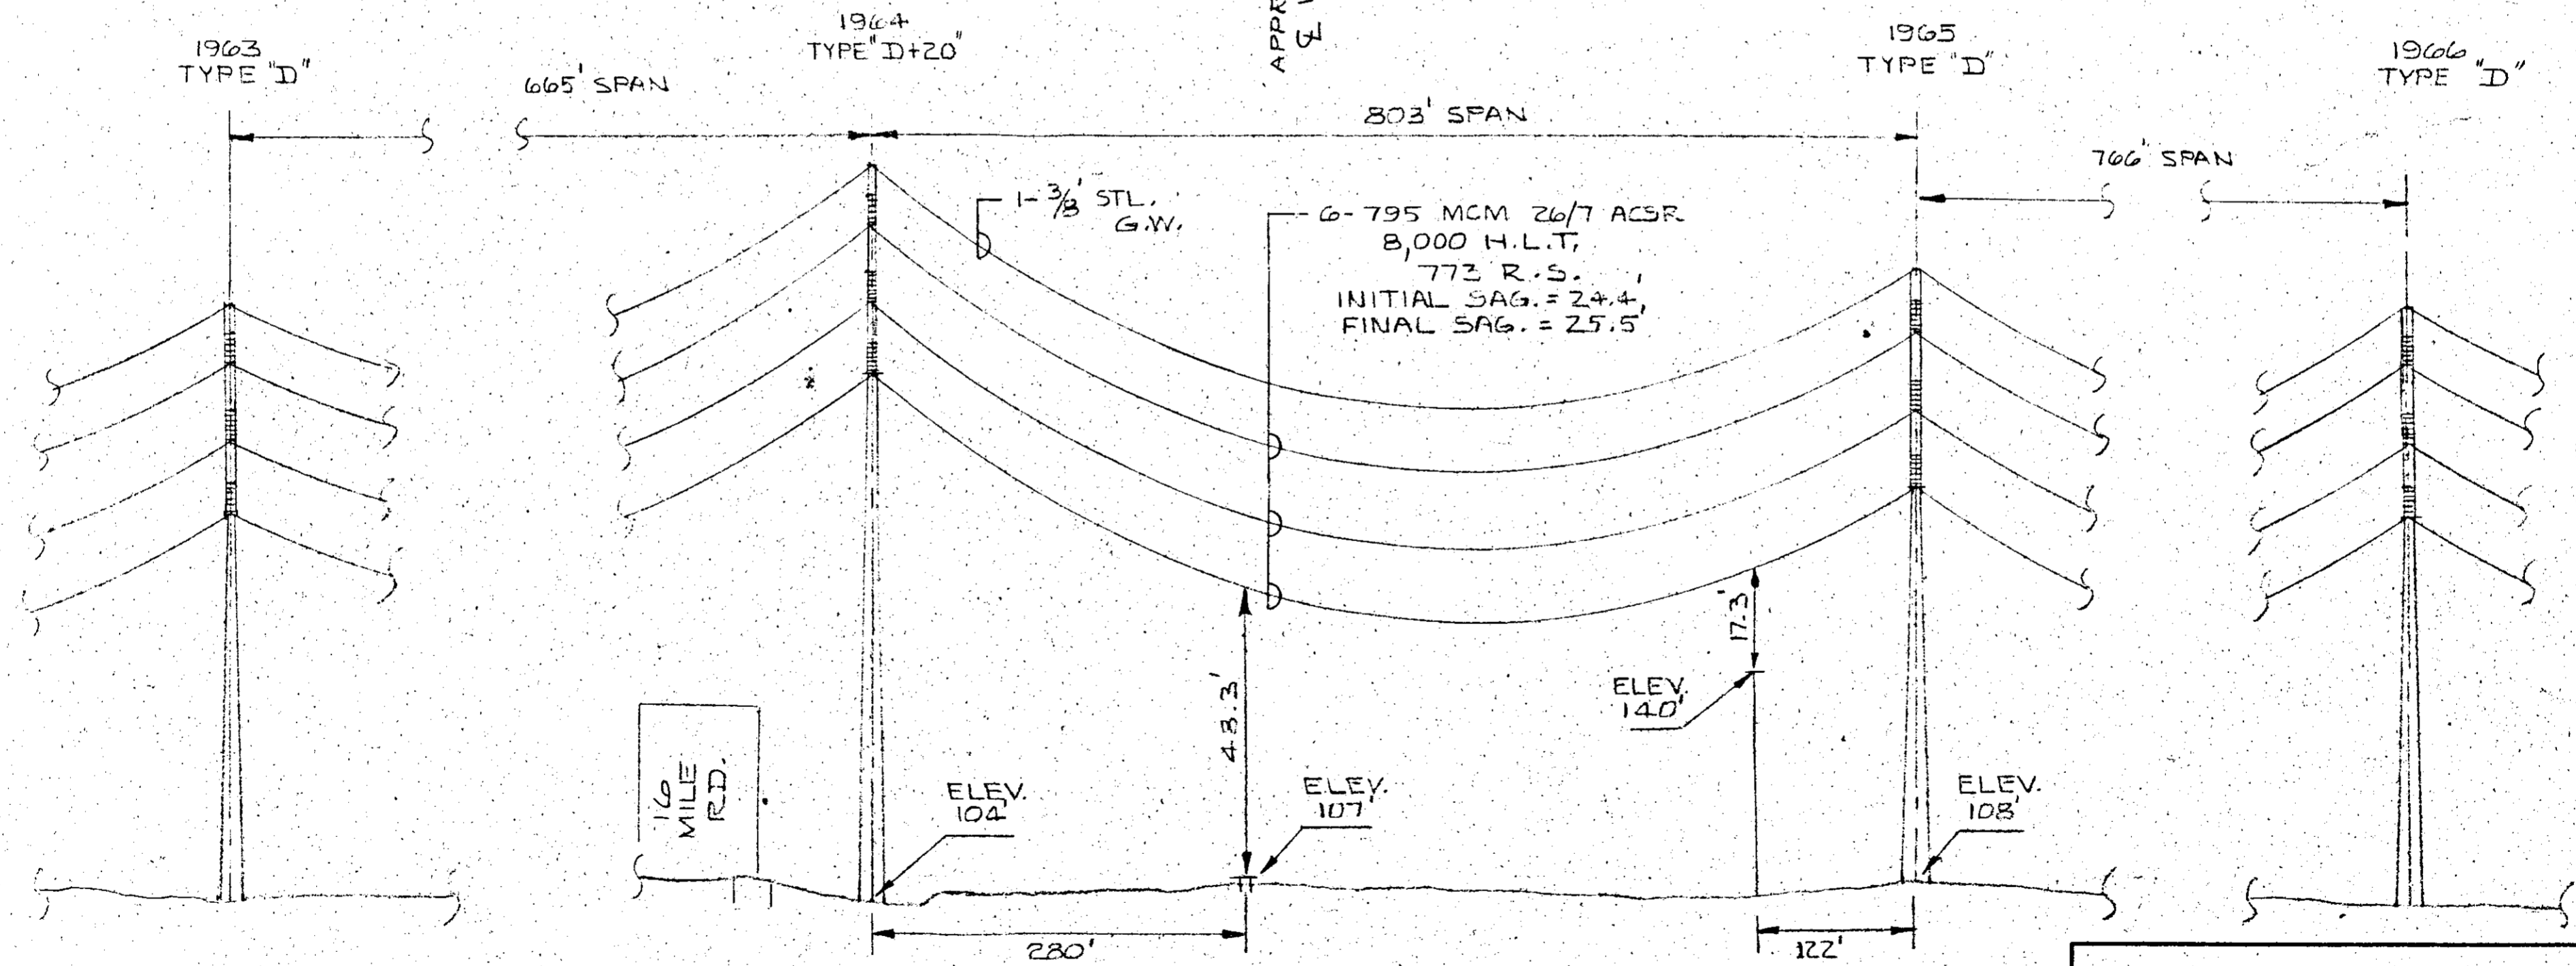 1963
TYPE "D"
665' SPAN
1964
TYPE "D+20"
APPR
℄
803' SPAN
1965
TYPE "D"
766' SPAN
1966
TYPE "D"
1-3/8' STL.
G.W.
6-795 MCM 26/7 ACSR
8,000 H.L.T.
773 R.S.
INITIAL SAG. = 24.4'
FINAL SAG. = 25.5'
16
MILE
RD.
ELEV.
104'
43.3'
ELEV.
107'
17.3'
ELEV.
140'
ELEV.
108'
280'
122'